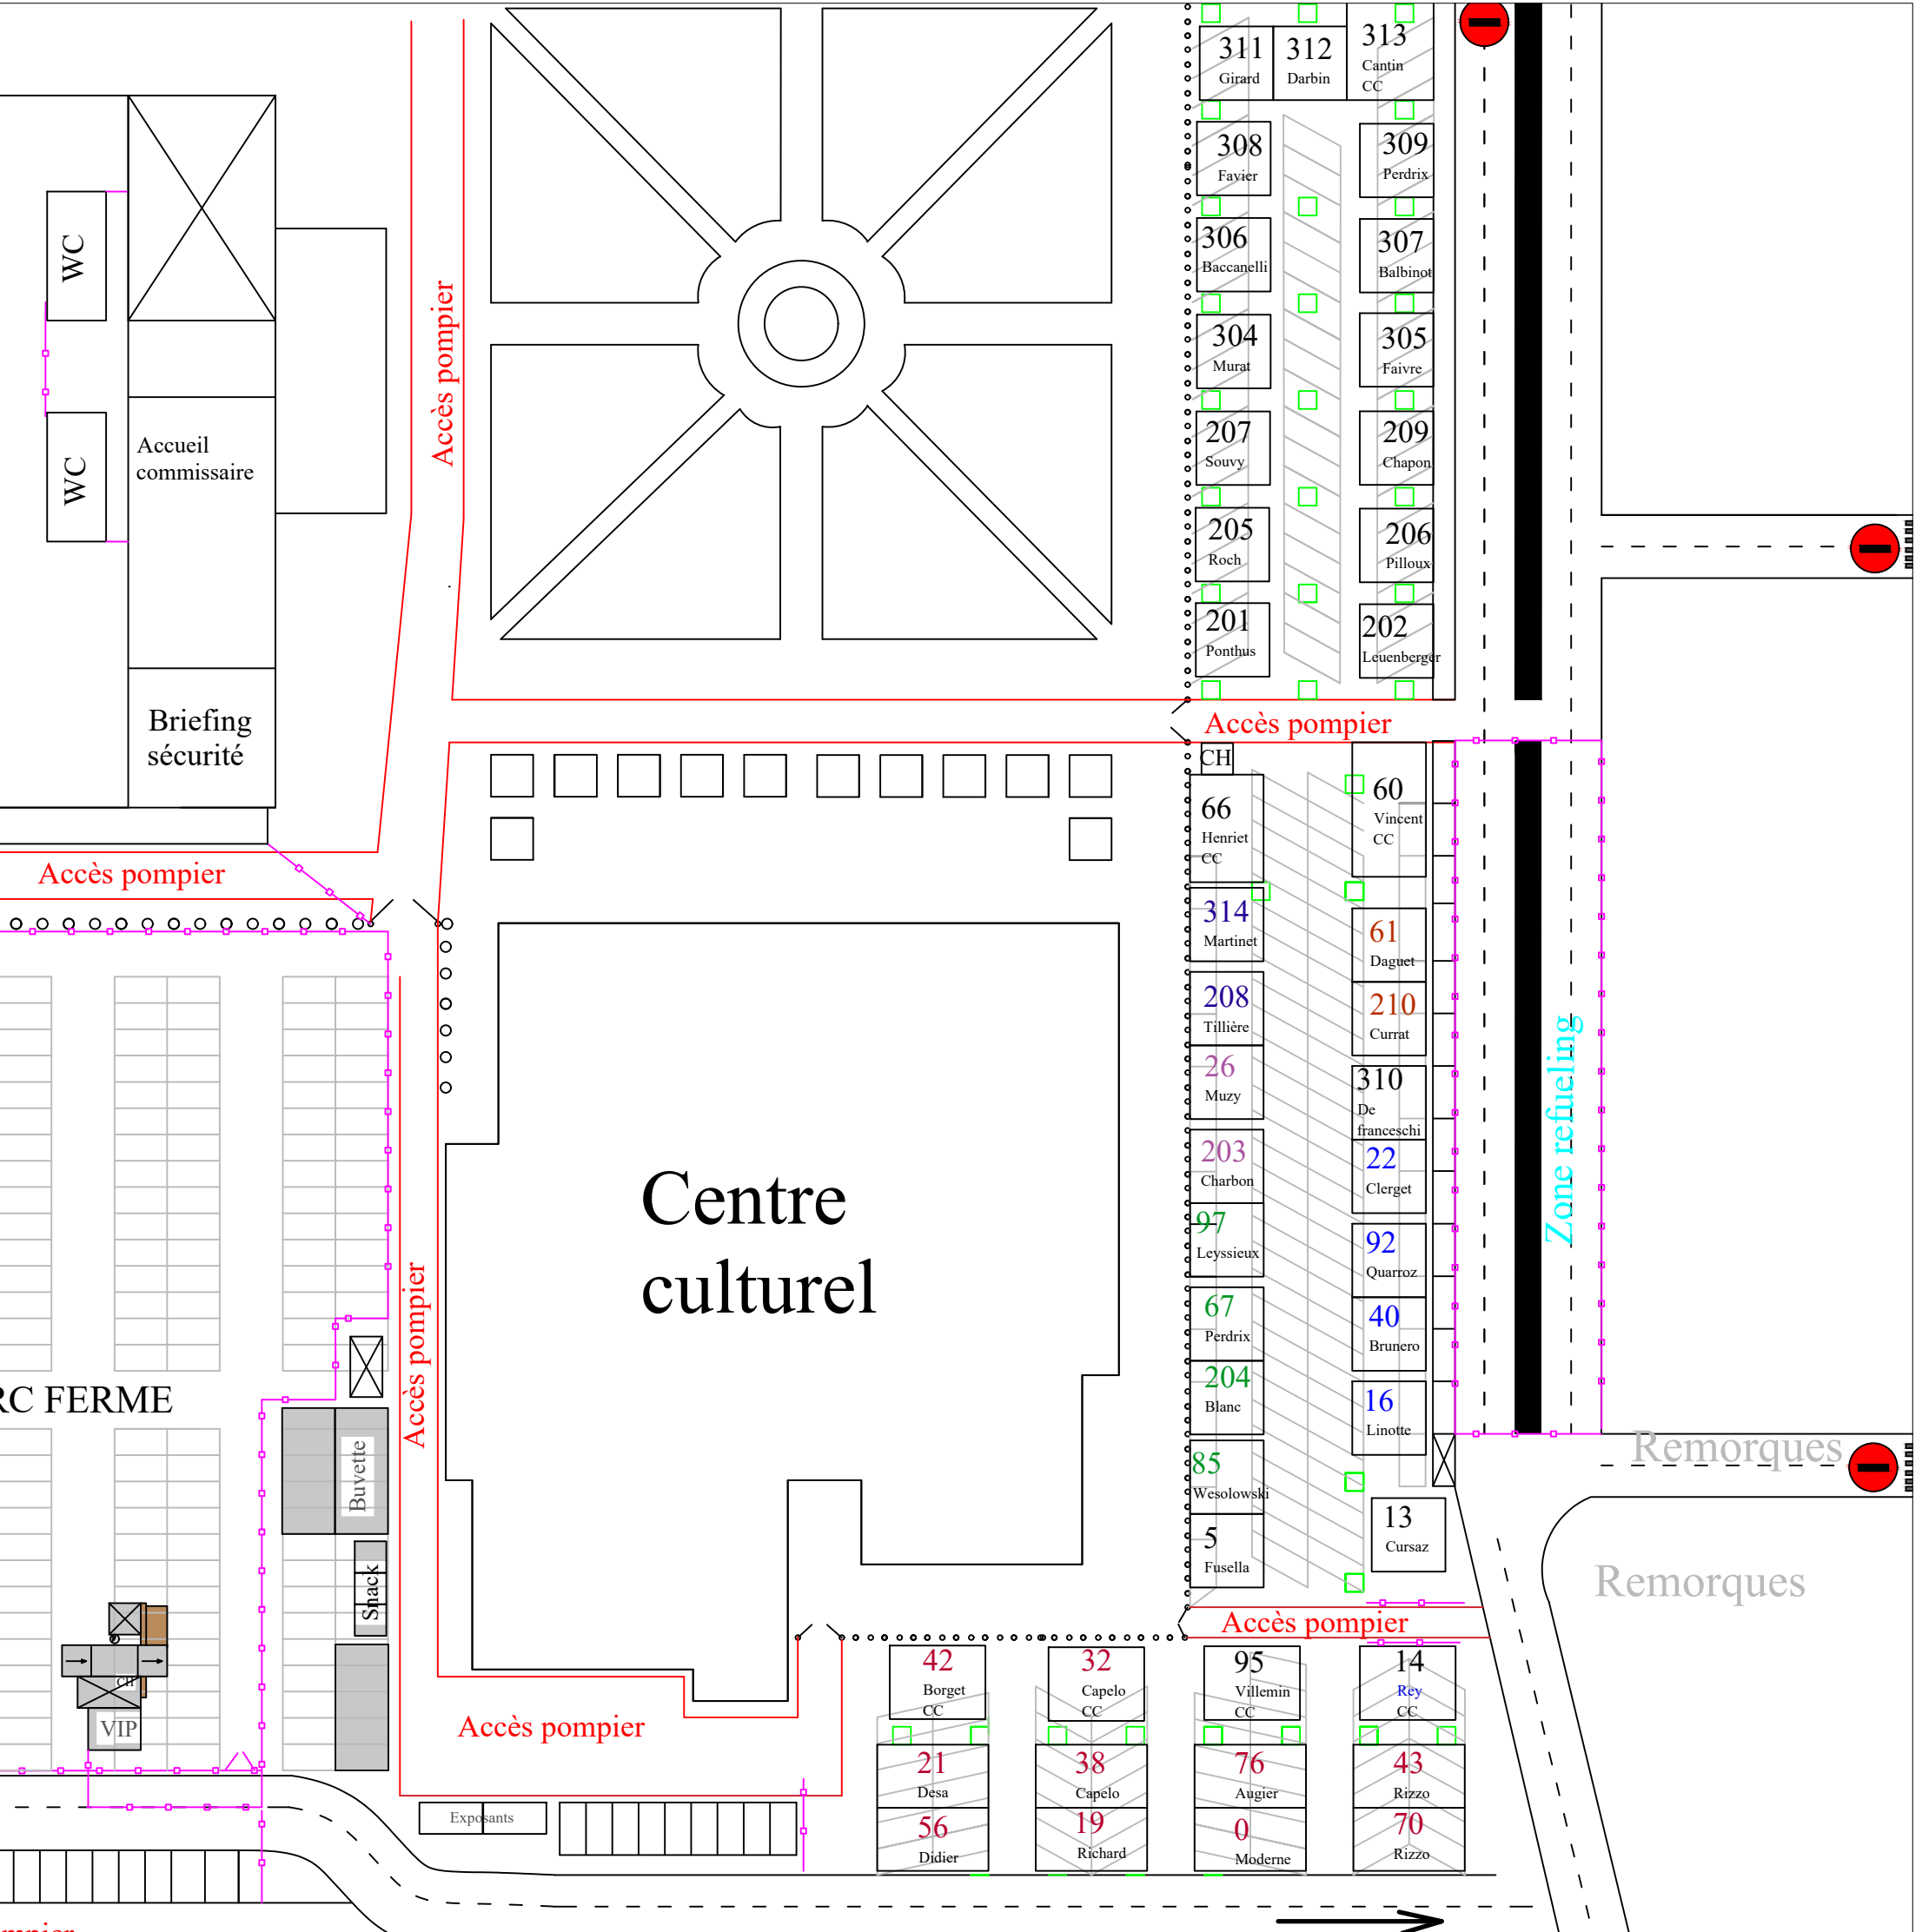 311
Girard
312
Darbin
313
Cantin
CC
308
Favier
309
Perdrix
306
Baccanelli
307
Balbinot
304
Murat
305
Faivre
207
Souvy
209
Chapon
205
Roch
206
Pilloux
201
Ponthus
202
Leuenberger
WC
WC
Accueil
commissaire
Briefing
sécurité
Accès pompier
Accès pompier
Accès pompier
CH
66
Henriet
CC
60
Vincent
CC
314
Martinet
61
Daguet
208
Tillière
210
Currat
26
Muzy
310
De
franceschi
203
Charbon
22
Clerget
97
Leyssieux
92
Quarroz
67
Perdrix
40
Brunero
204
Blanc
16
Linotte
85
Wesolowski
13
Cursaz
5
Fusella
Zone refueling
Remorques
Remorques
Centre
culturel
Accès pompier
RC FERME
Buvette
Snack
CH
VIP
Accès pompier
Accès pompier
Exposants
42
Borget
CC
32
Capelo
CC
95
Villemin
CC
14
Rey
CC
21
Desa
38
Capelo
76
Augier
43
Rizzo
56
Didier
19
Richard
0
Moderne
70
Rizzo